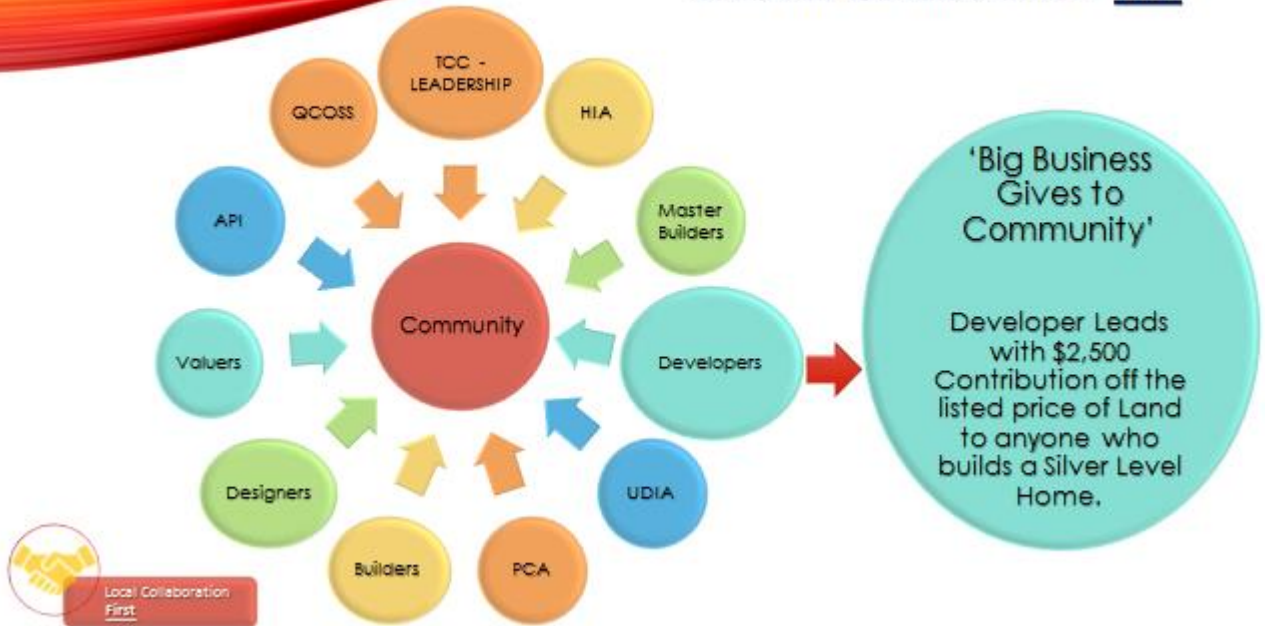 TCC -
LEADERSHIP
QCOSS
HIA
API
Master
Builders
Community
Valuers
Developers
Designers
UDIA
Builders
PCA
'Big Business
Gives to
Community'
Developer Leads
with $2,500
Contribution off the
listed price of Land
to anyone who
builds a Silver Level
Home.
Local Collaboration
First